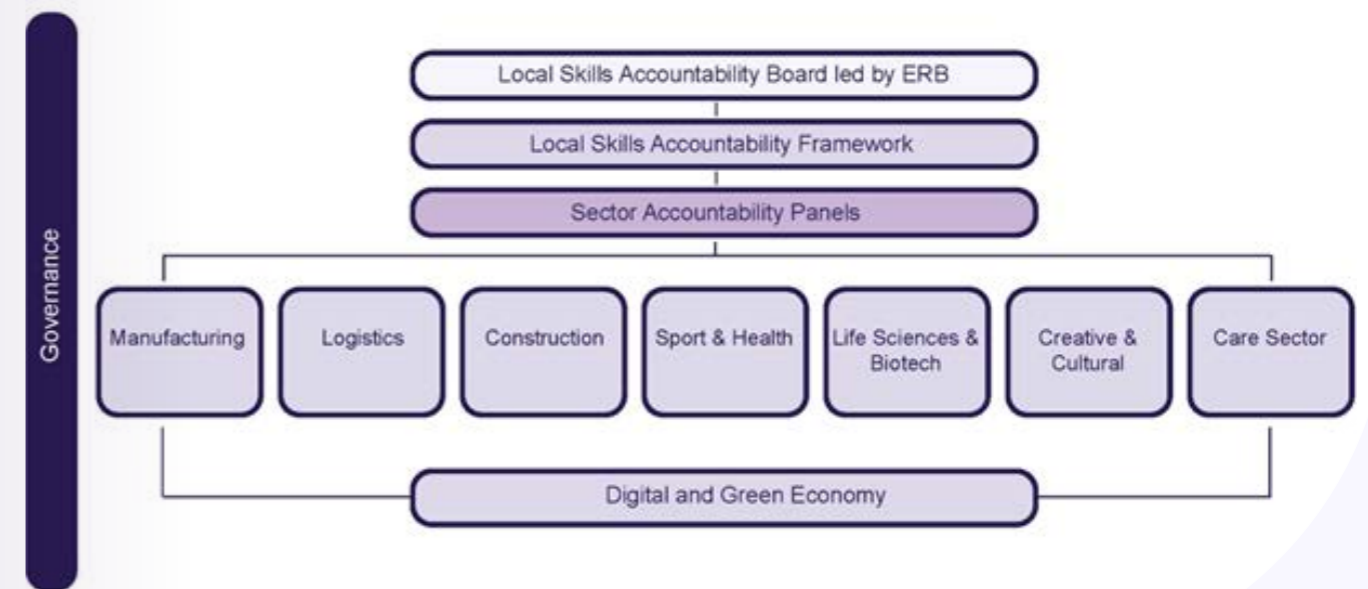 Governance
Local Skills Accountability Board led by ERB
Local Skills Accountability Framework
Sector Accountability Panels
Manufacturing
Logistics
Construction
Sport & Health
Life Sciences &
Biotech
Creative &
Cultural
Care Sector
Digital and Green Economy